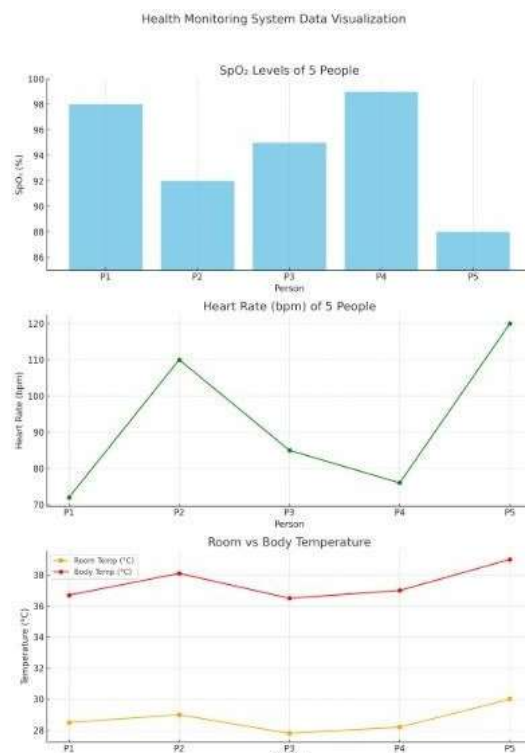 Health Monitoring System Data Visualization
SpO₂ Levels of 5 People
SpO₂ (%)
100
98
96
94
92
90
88
86
P1 P2 P3 P4 P5
Person
Heart Rate (bpm) of 5 People
Heart Rate (bpm)
120
110
100
90
80
70
P1 P2 P3 P4 P5
Person
Room vs Body Temperature
Room Temp (°C)
Body Temp (°C)
Temperature (°C)
38
36
34
32
30
28
P1 P2 P3 P4 P5